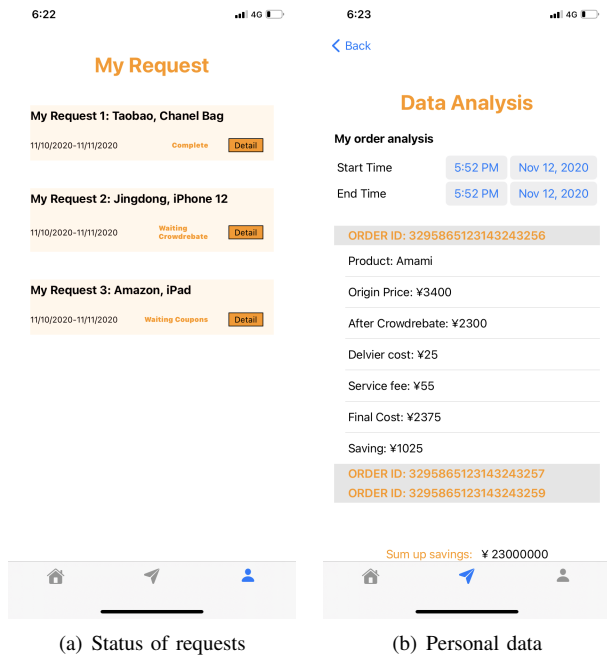 6:22
4G
My Request
My Request 1: Taobao, Chanel Bag
11/10/2020-11/11/2020 Complete Detail
My Request 2: Jingdong, iPhone 12
11/10/2020-11/11/2020 Waiting Crowdrebate Detail
My Request 3: Amazon, iPad
11/10/2020-11/11/2020 Waiting Coupons Detail
(a) Status of requests
6:23
4G
Back
Data Analysis
My order analysis
Start Time 5:52 PM Nov 12, 2020
End Time 5:52 PM Nov 12, 2020
ORDER ID: 3295865123143243256
Product: Amami
Origin Price: ¥3400
After Crowdrebate: ¥2300
Delvier cost: ¥25
Service fee: ¥55
Final Cost: ¥2375
Saving: ¥1025
ORDER ID: 3295865123143243257
ORDER ID: 3295865123143243259
Sum up savings: ¥ 23000000
(b) Personal data